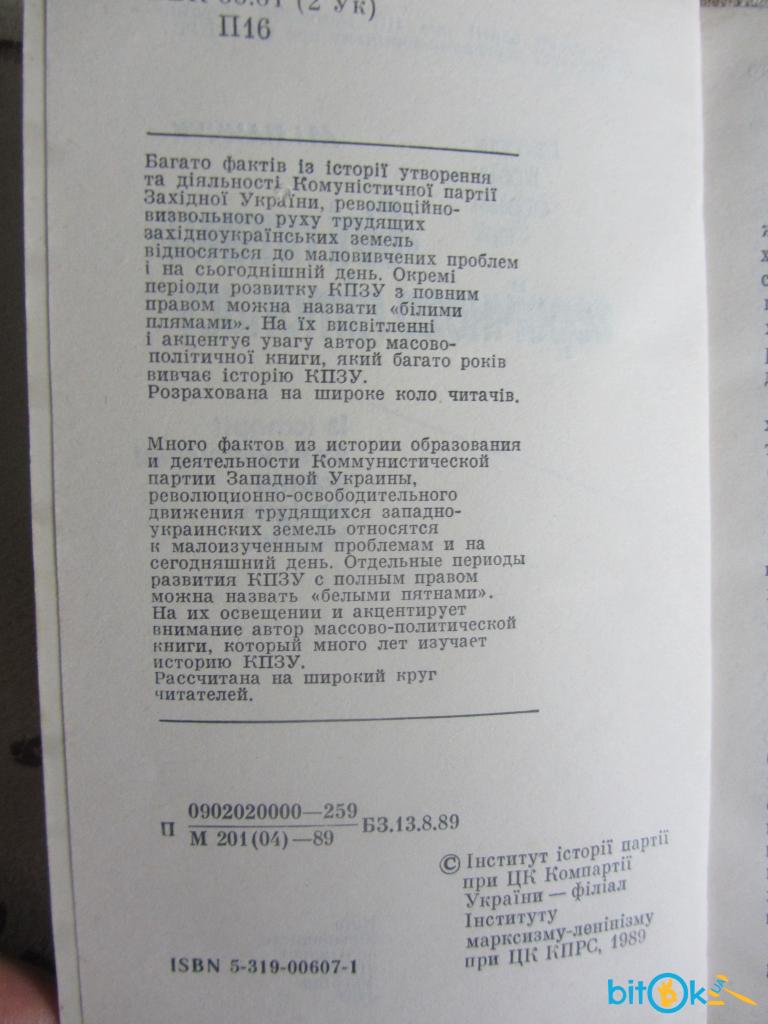 (2 Ук)
П16
Багато фактів із історії утворення
та діяльності Комуністичної партії
Західної України, революційно-
визвольного руху трудящих
західноукраїнських земель
відносяться до маловивчених проблем
і на сьогоднішній день. Окремі
періоди розвитку КПЗУ з повним
правом можна назвати «білими
плямами». На їх висвітленні
і акцентує увагу автор масово-
політичної книги, який багато років
вивчає історію КПЗУ.
Розрахована на широке коло читачів.
Много фактов из истории образования
и деятельности Коммунистической
партии Западной Украины,
революционно-освободительного
движения трудящихся западно-
украинских земель относятся
к малоизученным проблемам и на
сегодняшний день. Отдельные периоды
развития КПЗУ с полным правом
можна назвать «белыми пятнами».
На их освещении и акцентирует
внимание автор массово-политической
книги, который много лет изучает
историю КПЗУ.
Рассчитана на широкий круг
читателей.
П 0902020000—259 БЗ.13.8.89
М 201(04)—89
© Інститут історії партії
при ЦК Компартії
України — філіал
Інституту
марксизму-ленінізму
при ЦК КПРС, 1989
ISBN 5-319-00607-1
bitOk UA